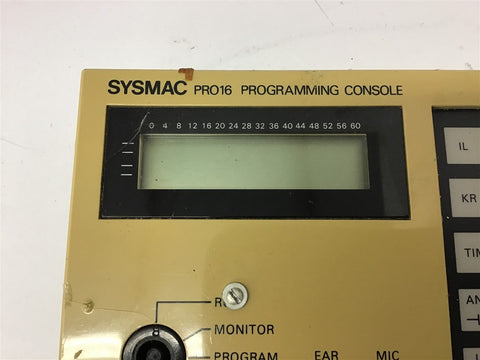 SYSMAC PRO16 PROGRAMMING CONSOLE
0 4 8 12 16 20 24 28 32 36 40 44 48 52 56 60
IL
KR
TIM
AN
R
MONITOR
PROGRAM
EAR MIC